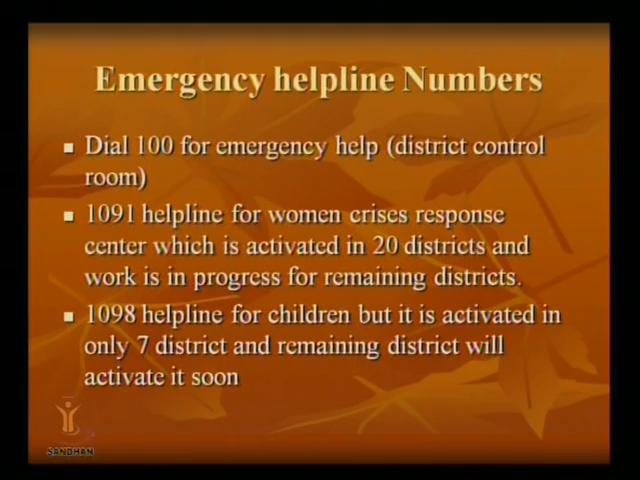 Emergency helpline Numbers
Dial 100 for emergency help (district control
room)
1091 helpline for women crises response
center which is activated in 20 districts and
work is in progress for remaining districts.
1098 helpline for children but it is activated in
only 7 district and remaining district will
activate it soon
SANDHAN